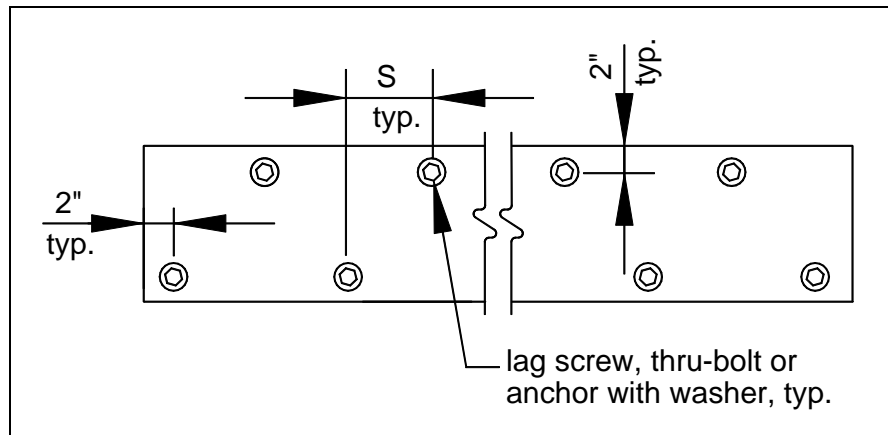 S
typ.
2"
typ.
2"
typ.
lag screw, thru-bolt or
anchor with washer, typ.